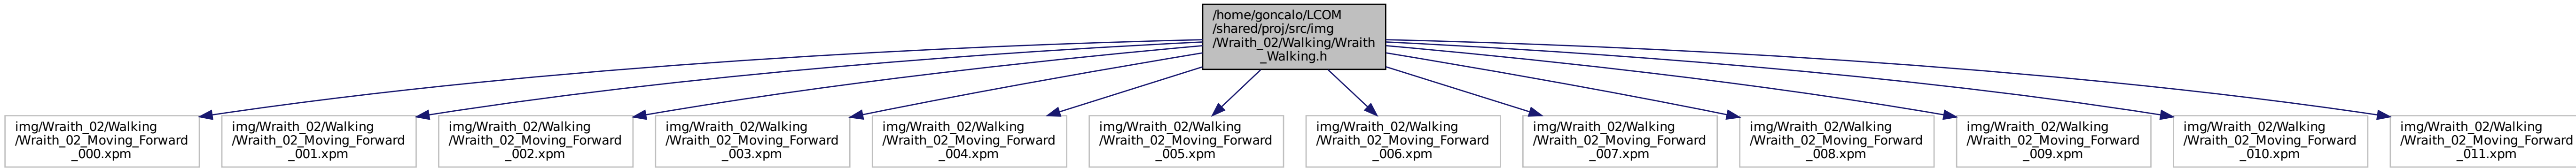 /home/goncalo/LCOM
/shared/proj/src/img
/Wraith_02/Walking/Wraith
_Walking.h
img/Wraith_02/Walking
/Wraith_02_Moving_Forward
_000.xpm
img/Wraith_02/Walking
/Wraith_02_Moving_Forward
_001.xpm
img/Wraith_02/Walking
/Wraith_02_Moving_Forward
_002.xpm
img/Wraith_02/Walking
/Wraith_02_Moving_Forward
_003.xpm
img/Wraith_02/Walking
/Wraith_02_Moving_Forward
_004.xpm
img/Wraith_02/Walking
/Wraith_02_Moving_Forward
_005.xpm
img/Wraith_02/Walking
/Wraith_02_Moving_Forward
_006.xpm
img/Wraith_02/Walking
/Wraith_02_Moving_Forward
_007.xpm
img/Wraith_02/Walking
/Wraith_02_Moving_Forward
_008.xpm
img/Wraith_02/Walking
/Wraith_02_Moving_Forward
_009.xpm
img/Wraith_02/Walking
/Wraith_02_Moving_Forward
_010.xpm
img/Wraith_02/Walking
/Wraith_02_Moving_Forward
_011.xpm